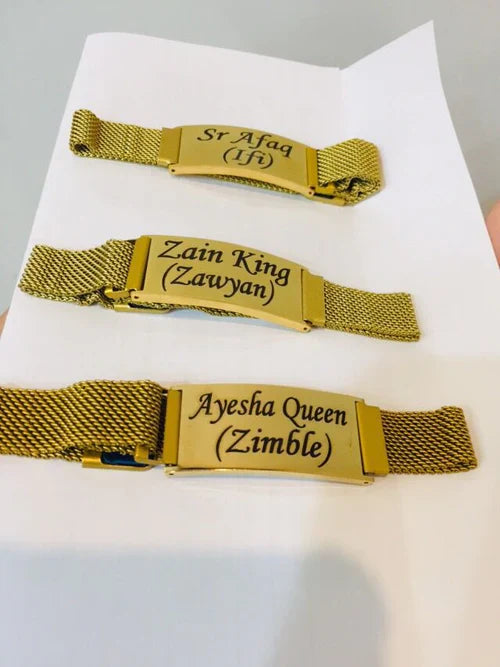 Sr Afaq
(Ifi)
Zain King
(Zawyan)
Ayesha Queen
(Zimble)